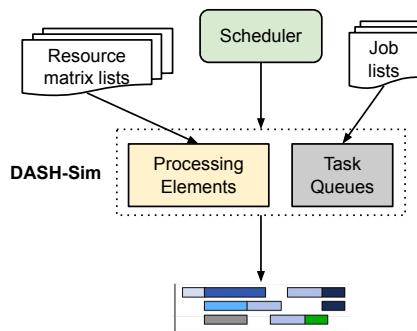 Resource
matrix lists
Scheduler
Job
lists
DASH-Sim
Processing
Elements
Task
Queues